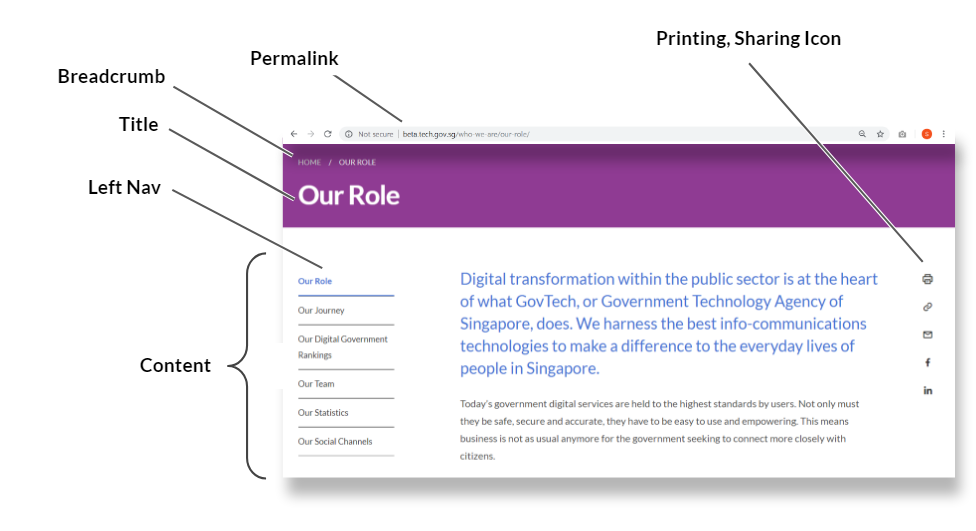 Printing, Sharing Icon
Permalink
Breadcrumb
Title
Left Nav
Content
Not secure | beta.tech.gov.sg/who-we-are/our-role/
S
HOME / OUR ROLE
Our Role
Our Role
Our Journey
Our Digital Government
Rankings
Our Team
Our Statistics
Our Social Channels
Digital transformation within the public sector is at the heart
of what GovTech, or Government Technology Agency of
Singapore, does. We harness the best info-communications
technologies to make a difference to the everyday lives of
people in Singapore.
Today's government digital services are held to the highest standards by users. Not only must
they be safe, secure and accurate, they have to be easy to use and empowering. This means
business is not as usual anymore for the government seeking to connect more closely with
citizens.
f
in